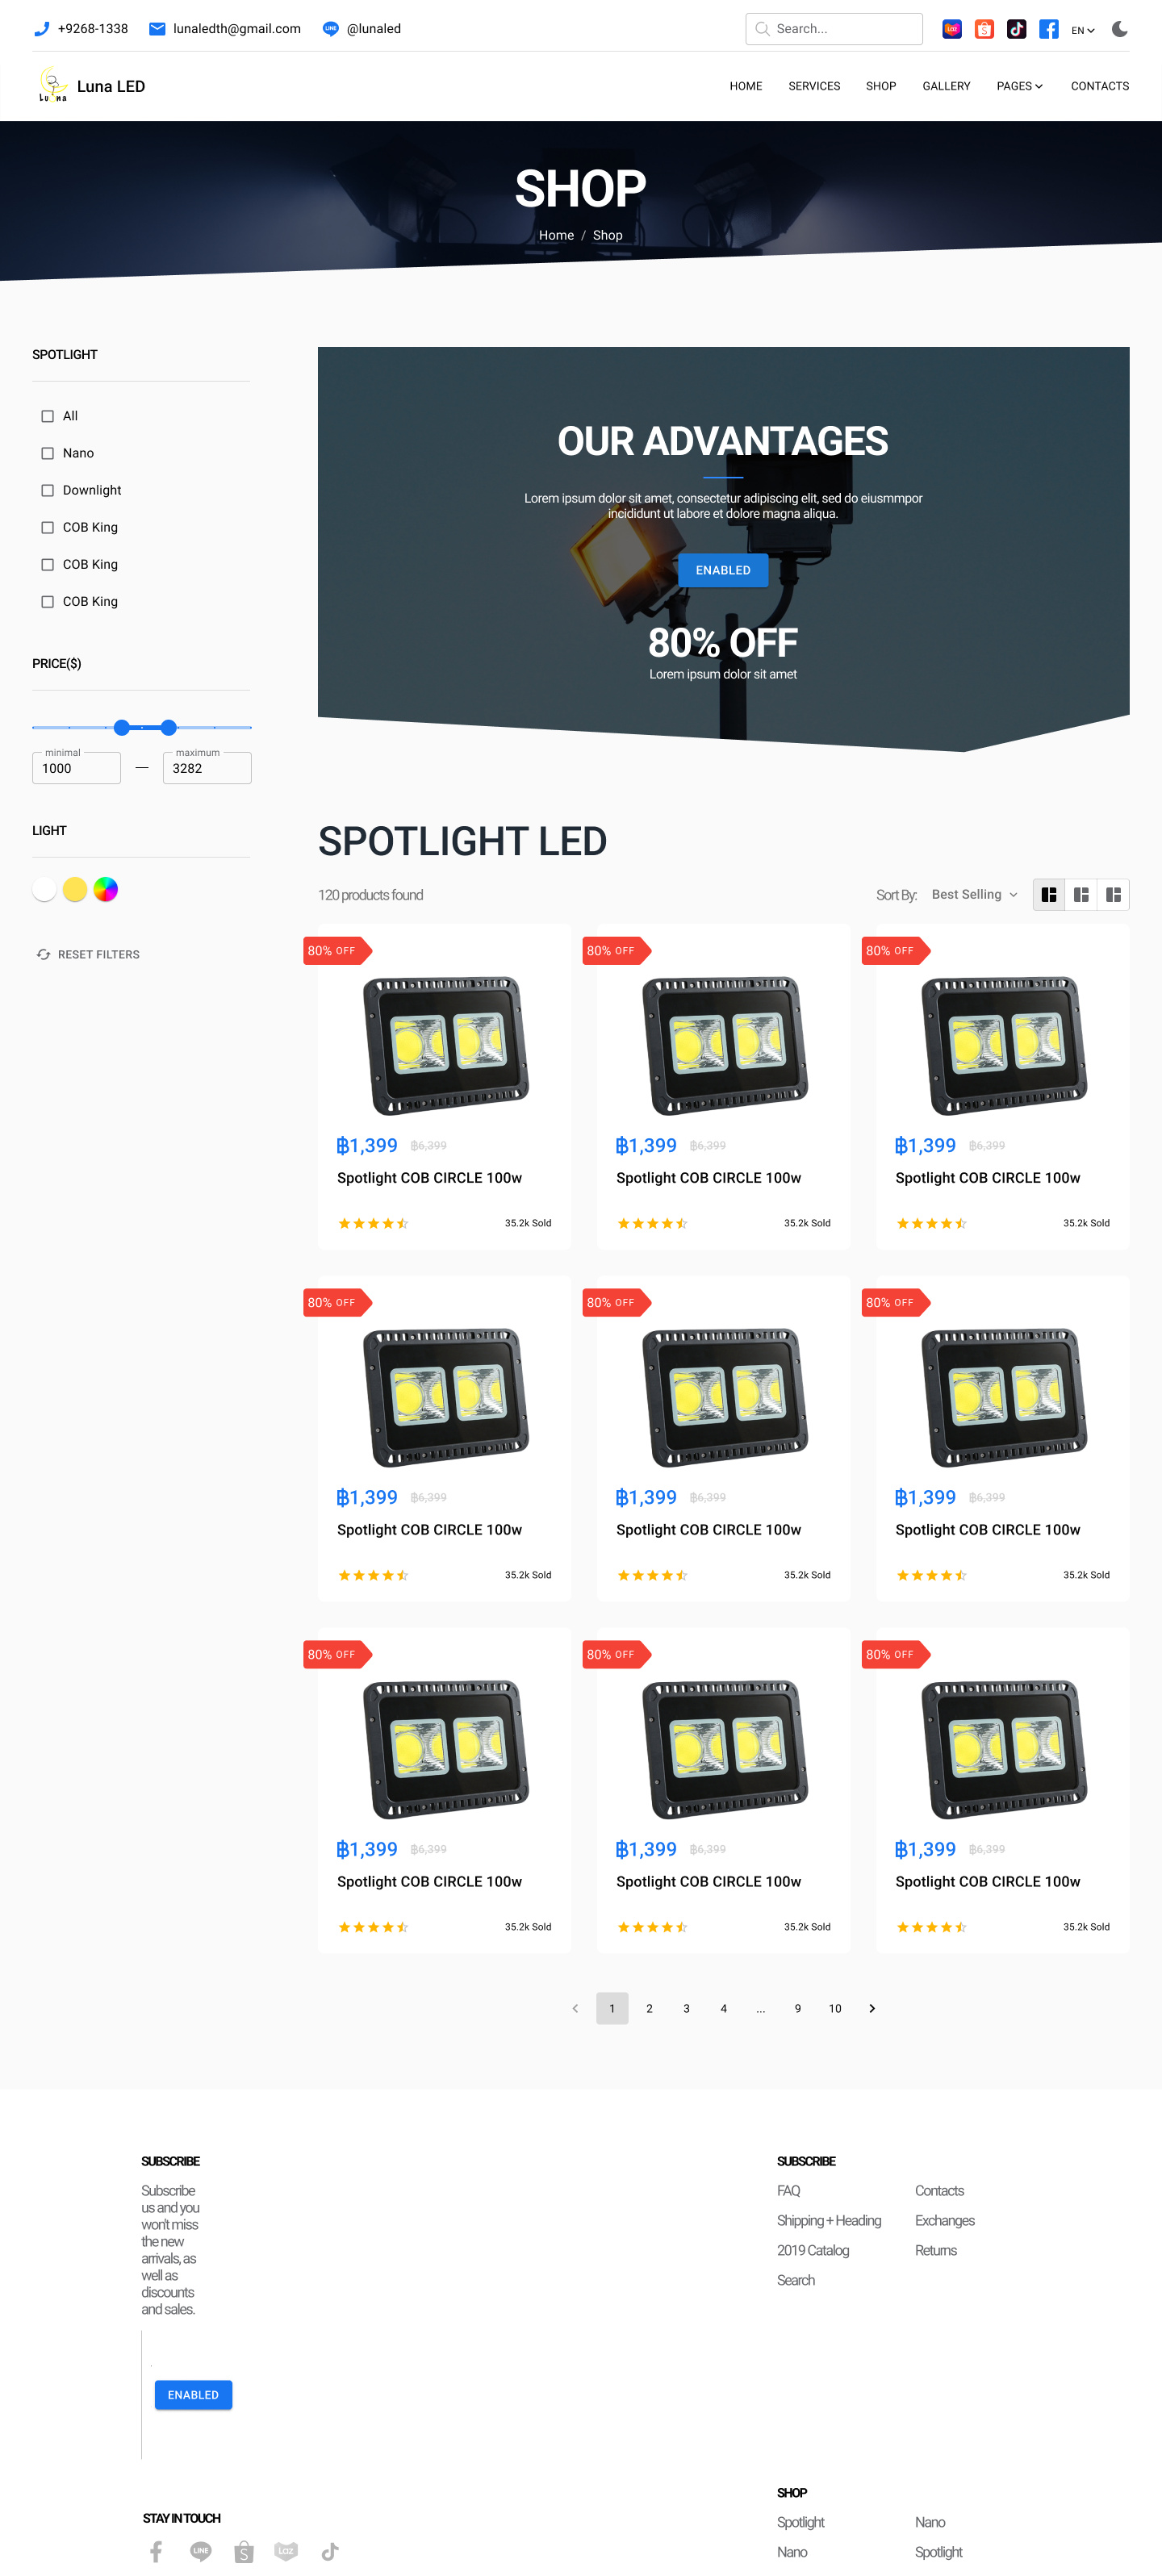 +9268-1338 lunaledth@gmail.com LINE @lunaled Search... Laz S EN
Luna Luna LED HOME SERVICES SHOP GALLERY PAGES CONTACTS
SHOP
Home / Shop
SPOTLIGHT
All
Nano
Downlight
COB King
COB King
COB King
PRICE($)
minimal maximum
1000 — 3282
LIGHT
RESET FILTERS
OUR ADVANTAGES
Lorem ipsum dolor sit amet, consectetur adipiscing elit, sed do eiusmmpor
incididunt ut labore et dolore magna aliqua.
ENABLED
80% OFF
Lorem ipsum dolor sit amet
SPOTLIGHT LED
120 products found Sort By: Best Selling
80% OFF 80% OFF 80% OFF
฿1,399 ฿6,399 ฿1,399 ฿6,399 ฿1,399 ฿6,399
Spotlight COB CIRCLE 100w Spotlight COB CIRCLE 100w Spotlight COB CIRCLE 100w
35.2k Sold 35.2k Sold 35.2k Sold
80% OFF 80% OFF 80% OFF
฿1,399 ฿6,399 ฿1,399 ฿6,399 ฿1,399 ฿6,399
Spotlight COB CIRCLE 100w Spotlight COB CIRCLE 100w Spotlight COB CIRCLE 100w
35.2k Sold 35.2k Sold 35.2k Sold
80% OFF 80% OFF 80% OFF
฿1,399 ฿6,399 ฿1,399 ฿6,399 ฿1,399 ฿6,399
Spotlight COB CIRCLE 100w Spotlight COB CIRCLE 100w Spotlight COB CIRCLE 100w
35.2k Sold 35.2k Sold 35.2k Sold
1 2 3 4 ... 9 10
SUBSCRIBE
Subscribe
us and you
won't miss
the new
arrivals, as
well as
discounts
and sales.
ENABLED
STAY IN TOUCH
LINE S Laz
SUBSCRIBE
FAQ Contacts
Shipping + Heading Exchanges
2019 Catalog Returns
Search
SHOP
Spotlight Nano
Nano Spotlight